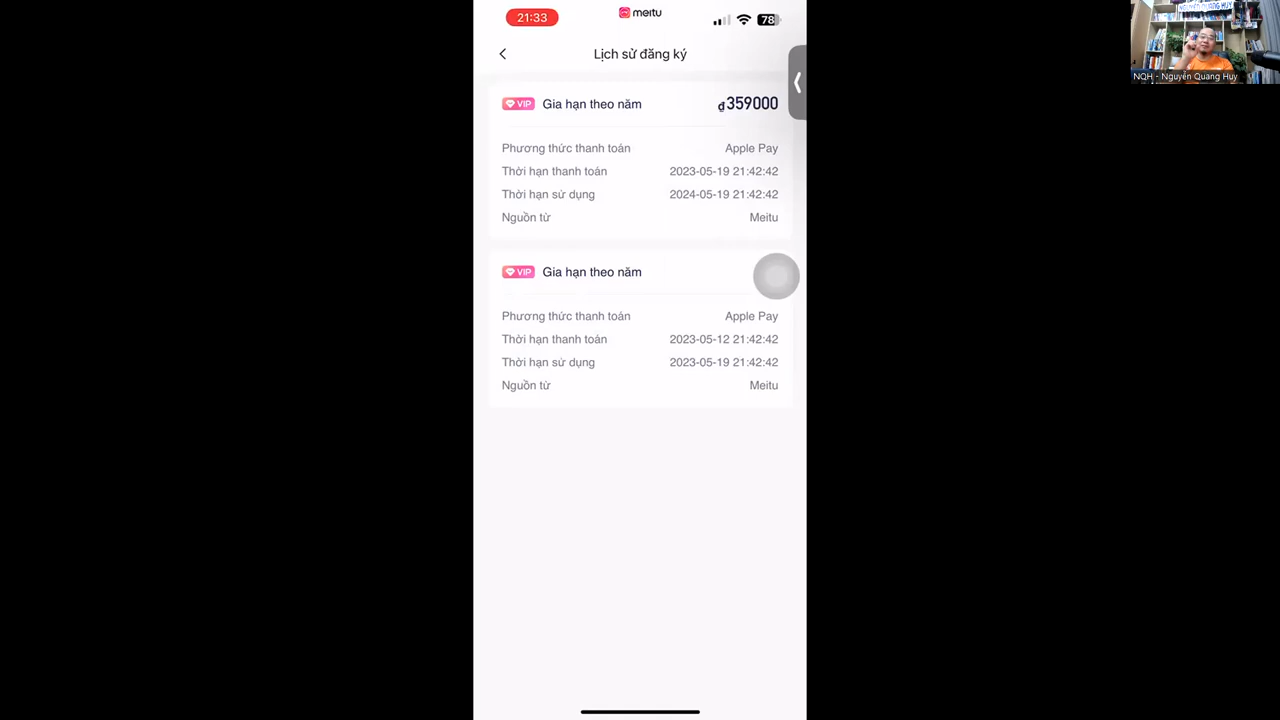 21:33
meitu
78
Lịch sử đăng ký
VIP Gia hạn theo năm ₫359000
Phương thức thanh toán Apple Pay
Thời hạn thanh toán 2023-05-19 21:42:42
Thời hạn sử dụng 2024-05-19 21:42:42
Nguồn từ Meitu
VIP Gia hạn theo năm
Phương thức thanh toán Apple Pay
Thời hạn thanh toán 2023-05-12 21:42:42
Thời hạn sử dụng 2023-05-19 21:42:42
Nguồn từ Meitu
NGUYỄN QUANG HUY
NQH - Nguyễn Quang Huy